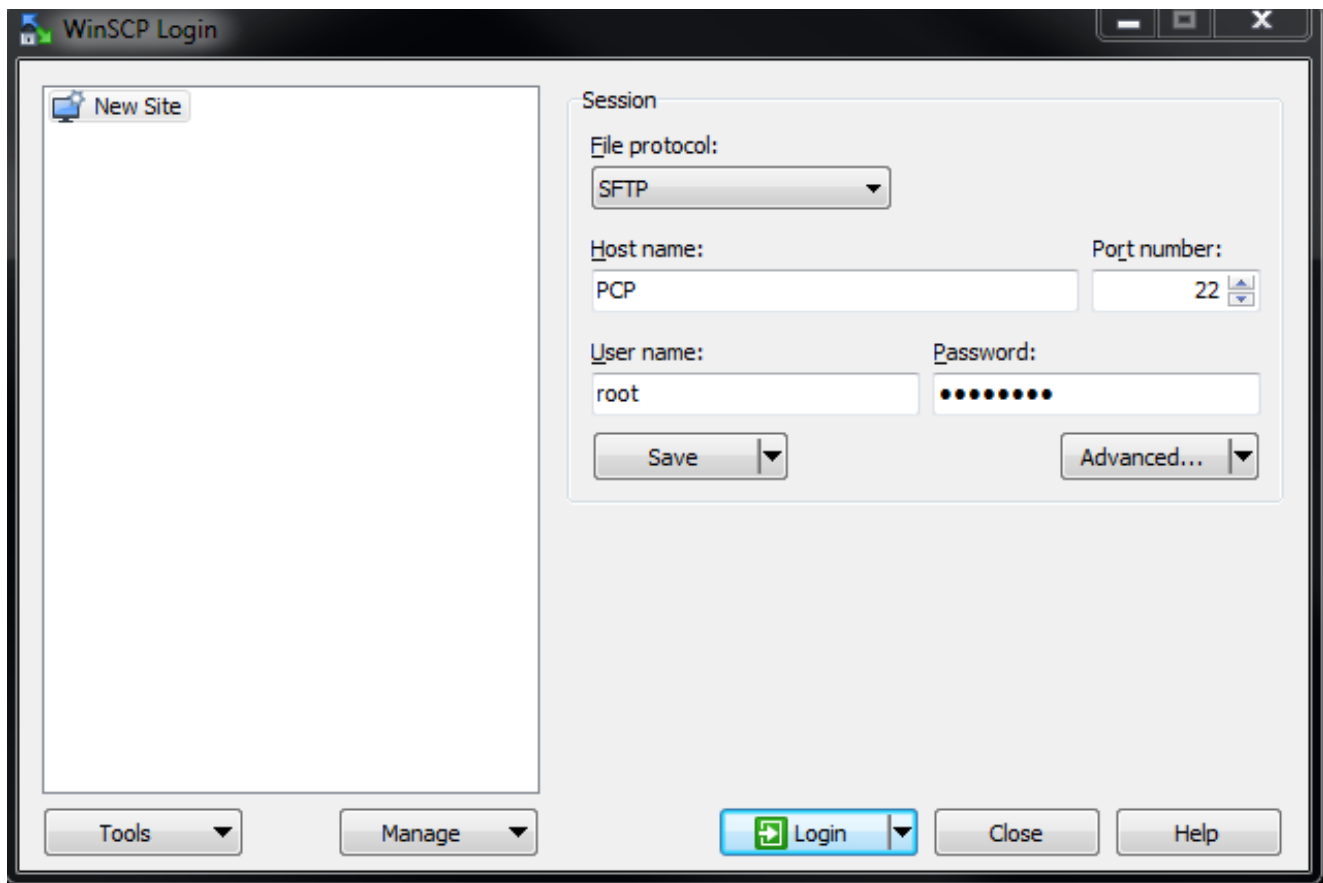 WinSCP Login
New Site
Session
File protocol:
SFTP
Host name:
Port number:
PCP
22
User name:
Password:
root
••••••••
Save
Advanced...
Tools
Manage
Login
Close
Help